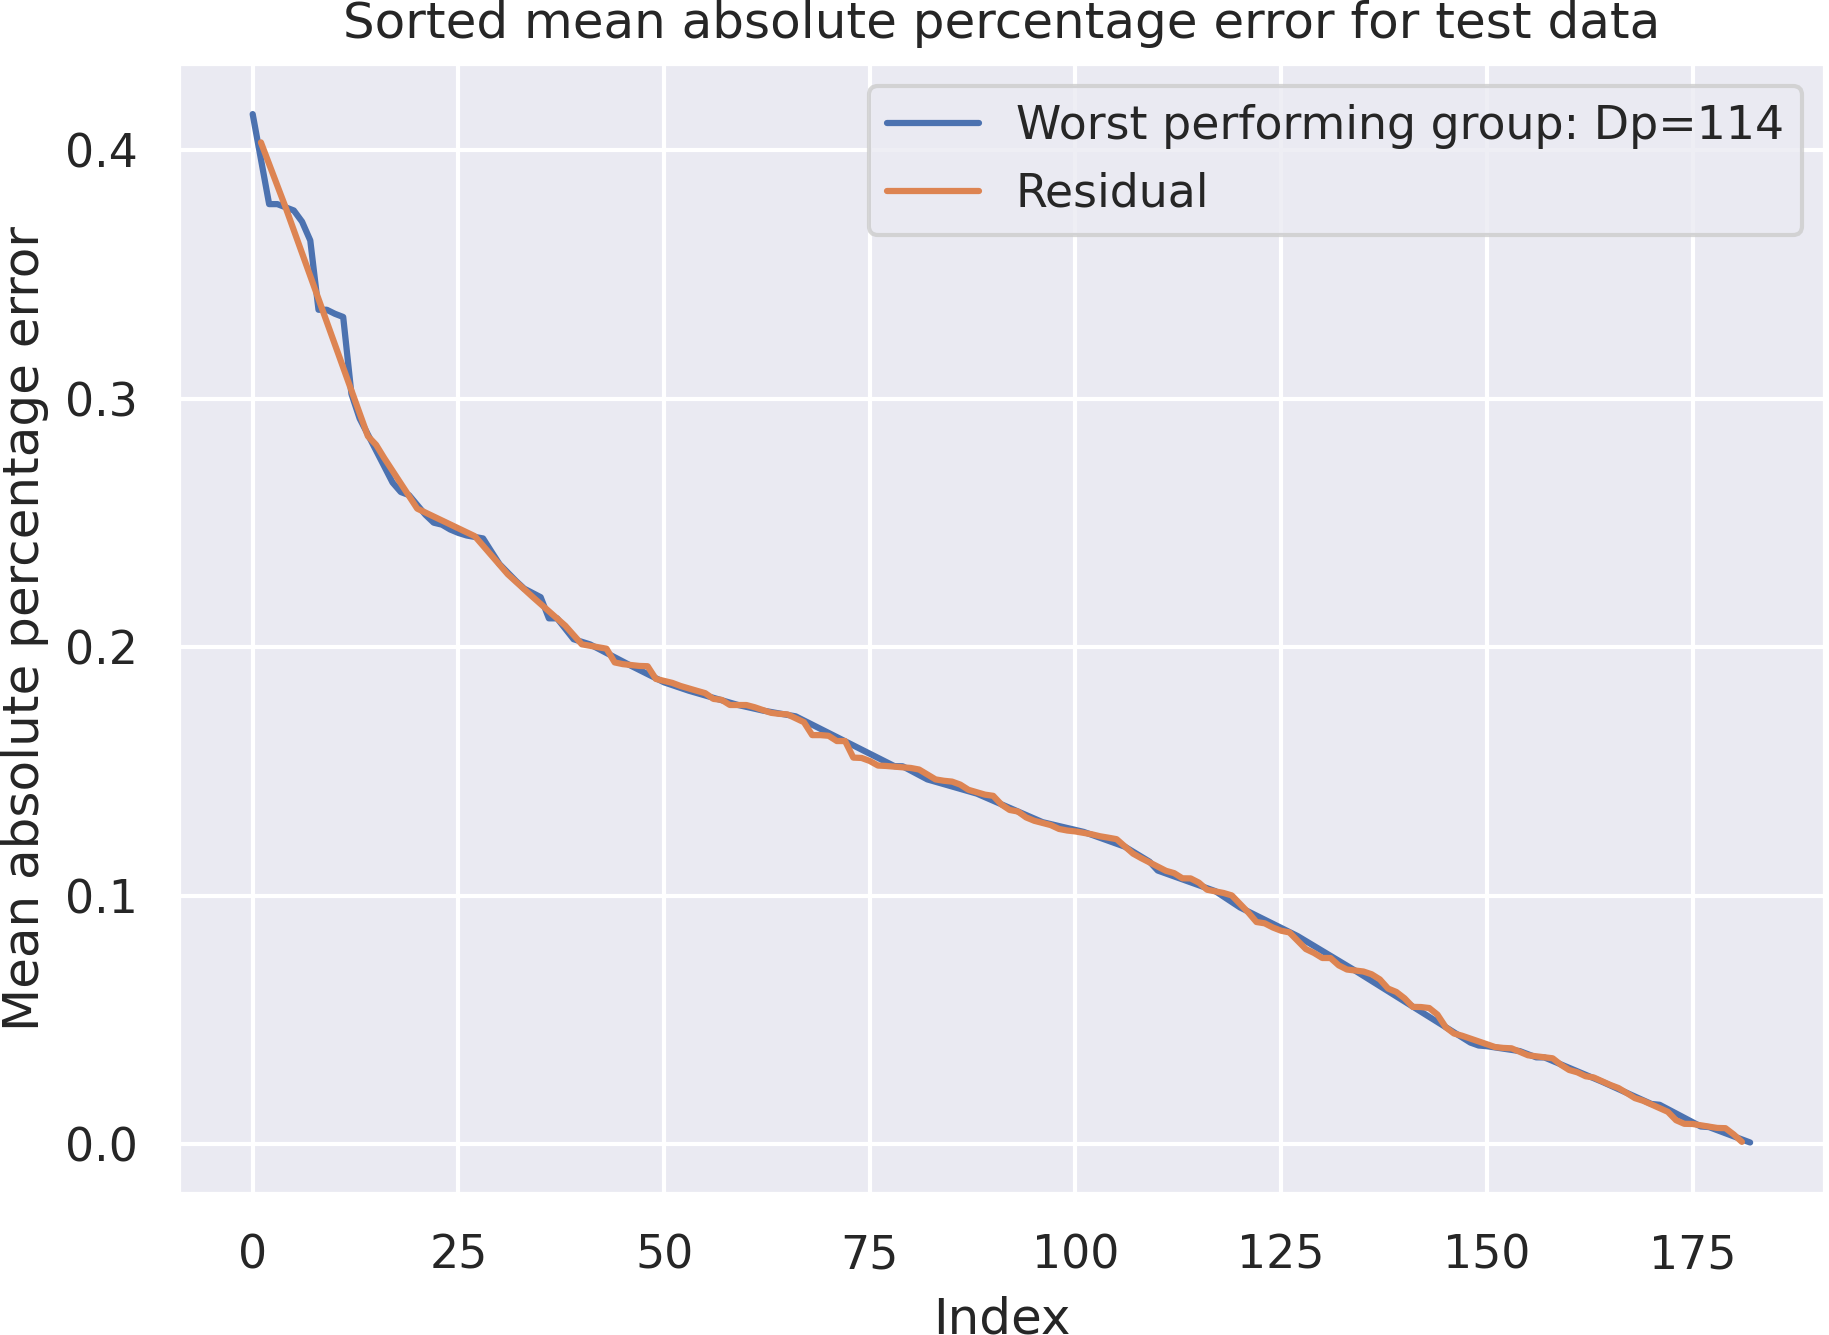 Sorted mean absolute percentage error for test data
Worst performing group: Dp=114
Residual
Mean absolute percentage error
0.4
0.3
0.2
0.1
0.0
0 25 50 75 100 125 150 175
Index